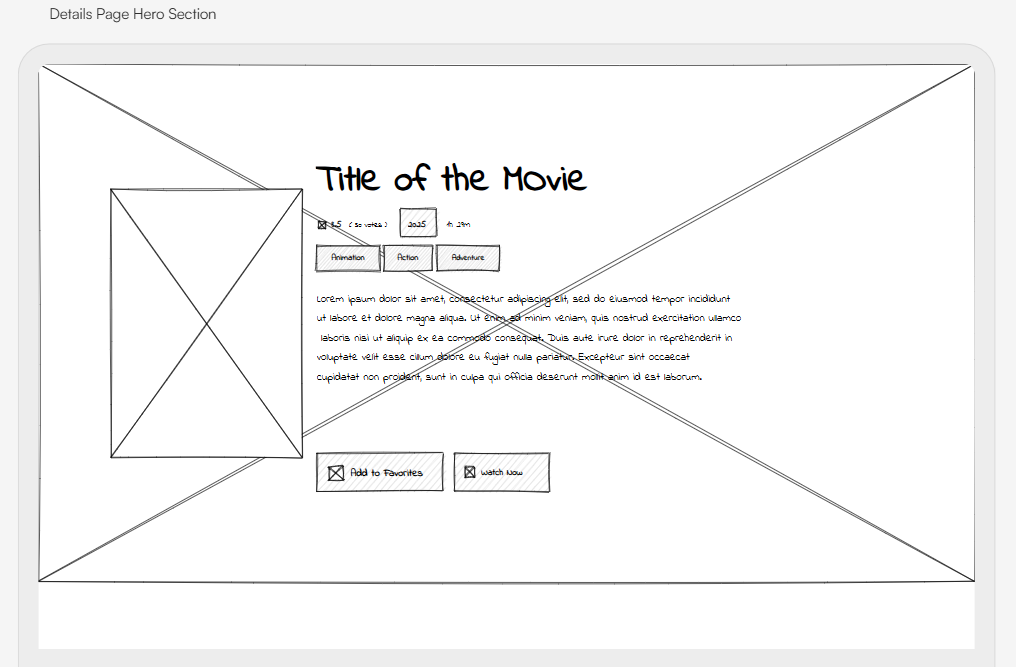 Details Page Hero Section
Title of the Movie
8.5 ( 50 votes ) 2025 1h 29m
Animation Action Adventure
Lorem ipsum dolor sit amet, consectetur adipiscing elit, sed do eiusmod tempor incididunt
ut labore et dolore magna aliqua. Ut enim ad minim veniam, quis nostrud exercitation ullamco
laboris nisi ut aliquip ex ea commodo consequat. Duis aute irure dolor in reprehenderit in
voluptate velit esse cillum dolore eu fugiat nulla pariatur. Excepteur sint occaecat
cupidatat non proident, sunt in culpa qui officia deserunt mollit anim id est laborum.
Add to Favorites Watch Now